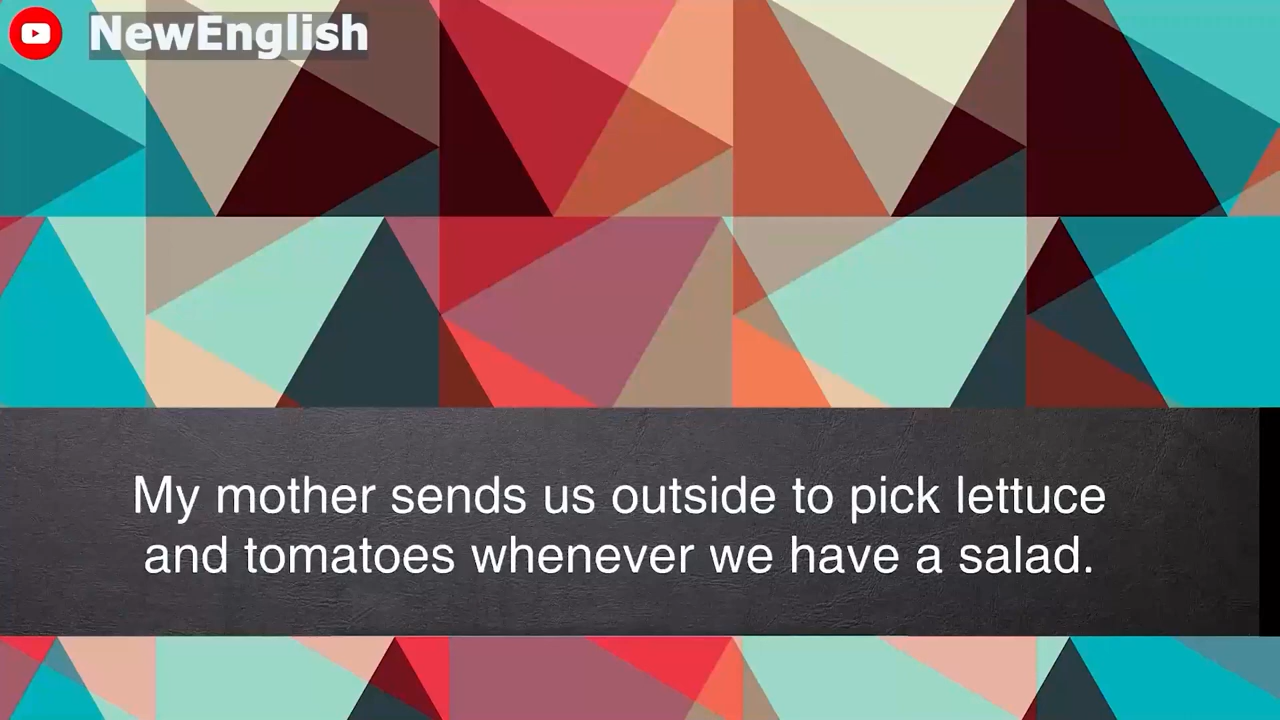 NewEnglish
My mother sends us outside to pick lettuce
and tomatoes whenever we have a salad.